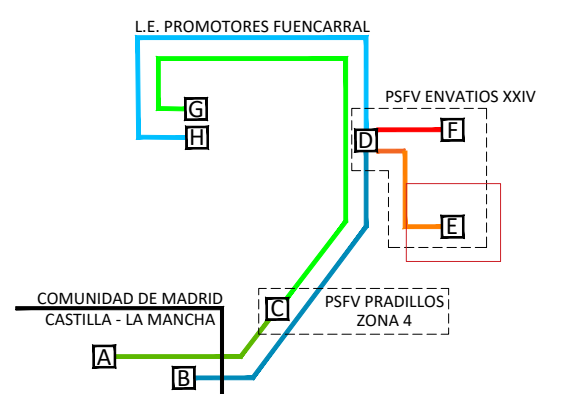 L.E. PROMOTORES FUENCARRAL
PSFV ENVATIOS XXIV
G
H
F
D
E
COMUNIDAD DE MADRID
CASTILLA - LA MANCHA
C
PSFV PRADILLOS
ZONA 4
A
B